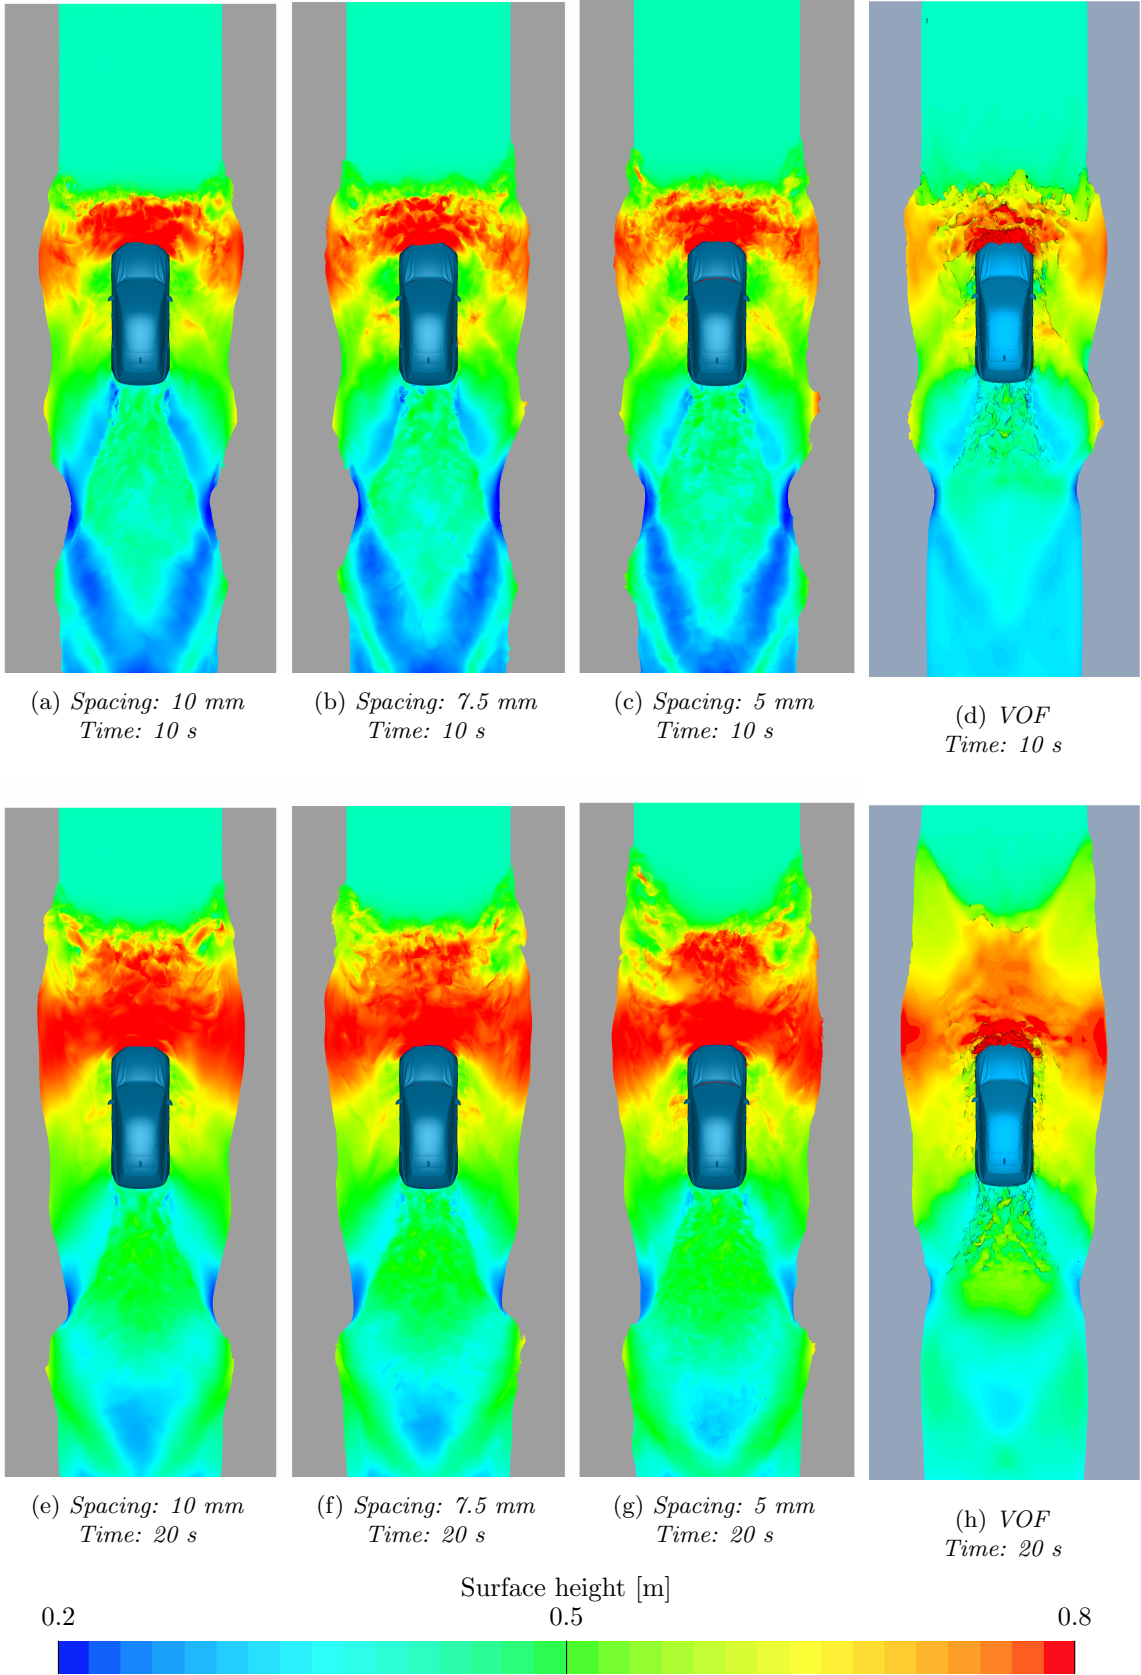 (a) Spacing: 10 mm
Time: 10 s
(b) Spacing: 7.5 mm
Time: 10 s
(c) Spacing: 5 mm
Time: 10 s
(d) VOF
Time: 10 s
(e) Spacing: 10 mm
Time: 20 s
(f) Spacing: 7.5 mm
Time: 20 s
(g) Spacing: 5 mm
Time: 20 s
(h) VOF
Time: 20 s
Surface height [m]
0.2 0.5 0.8